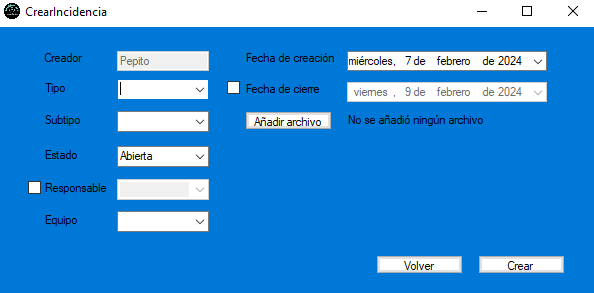 CrearIncidencia
Creador
Pepito
Fecha de creación
miércoles, 7 de febrero de 2024
Tipo
Fecha de cierre
viernes, 9 de febrero de 2024
Subtipo
Añadir archivo
No se añadió ningún archivo
Estado
Abierta
Responsable
Equipo
Volver
Crear